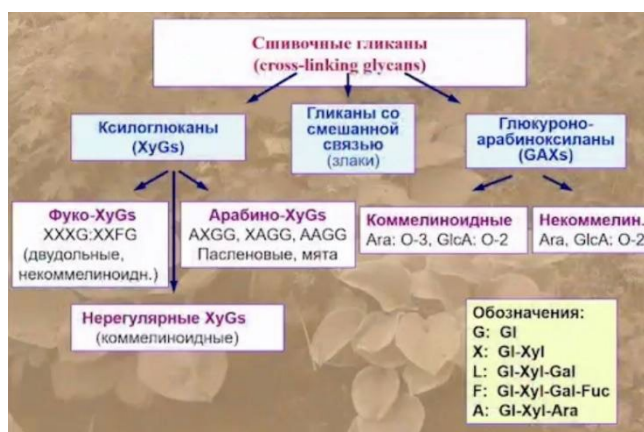 Сшивочные гликаны
(cross-linking glycans)
Ксилоглюканы
(XyGs)
Гликаны со
смешанной
связью
(злаки)
Глюкуроно-
арабиноксиланы
(GAXs)
Фуко-XyGs
XXXG:XXFG
(двудольные,
некоммелиноидн.)
Арабино-XyGs
AXGG, XAGG, AAGG
Пасленовые, мята
Коммелиноидные
Ara: O-3, GlcA: O-2
Некоммелин.
Ara, GlcA: O-2
Нерегулярные XyGs
(коммелиноидные)
Обозначения:
G: Gl
X: Gl-Xyl
L: Gl-Xyl-Gal
F: Gl-Xyl-Gal-Fuc
A: Gl-Xyl-Ara